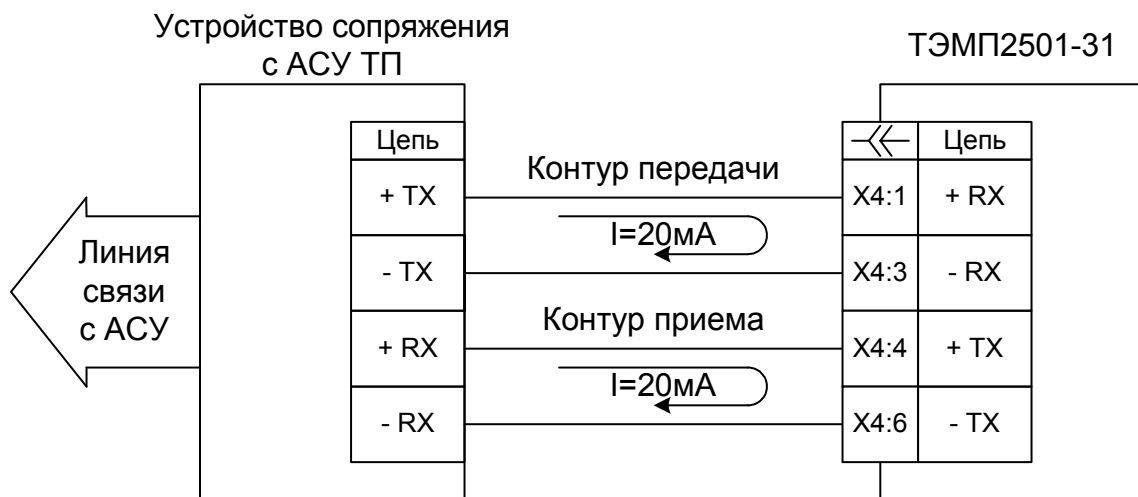 Устройство сопряжения
с АСУ ТП
ТЭМП2501-31
Цепь
Цепь
Контур передачи
+ TX
X4:1
+ RX
I=20мА
Линия
связи
с АСУ
- TX
X4:3
- RX
Контур приема
+ RX
X4:4
+ TX
I=20мА
- RX
X4:6
- TX